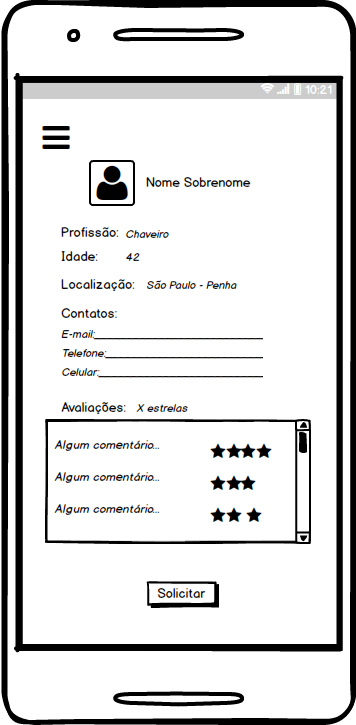 10:21
Nome Sobrenome
Profissão: Chaveiro
Idade: 42
Localização: São Paulo - Penha
Contatos:
E-mail:
Telefone:
Celular:
Avaliações: X estrelas
Algum comentário...
Algum comentário...
Algum comentário...
Solicitar